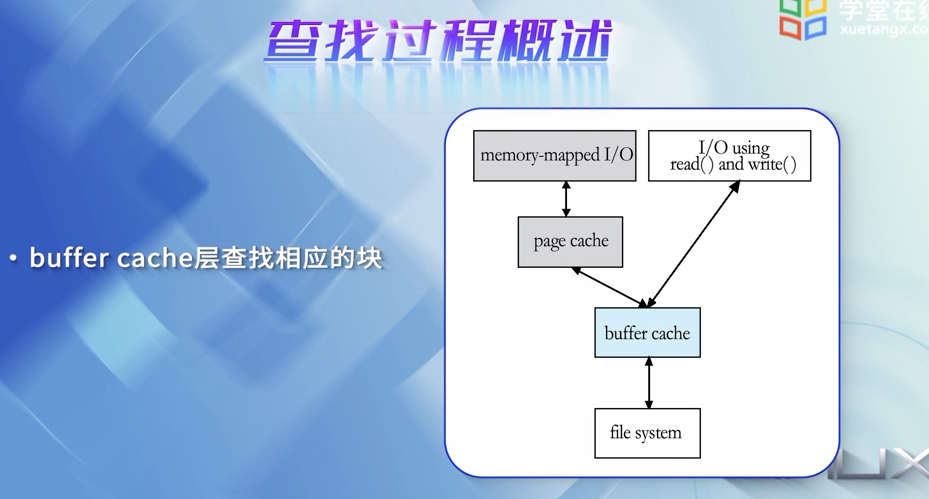 查找过程概述
学堂在线
xuetangx.co
• buffer cache层查找相应的块
memory-mapped I/O
I/O using
read() and write()
page cache
buffer cache
file system